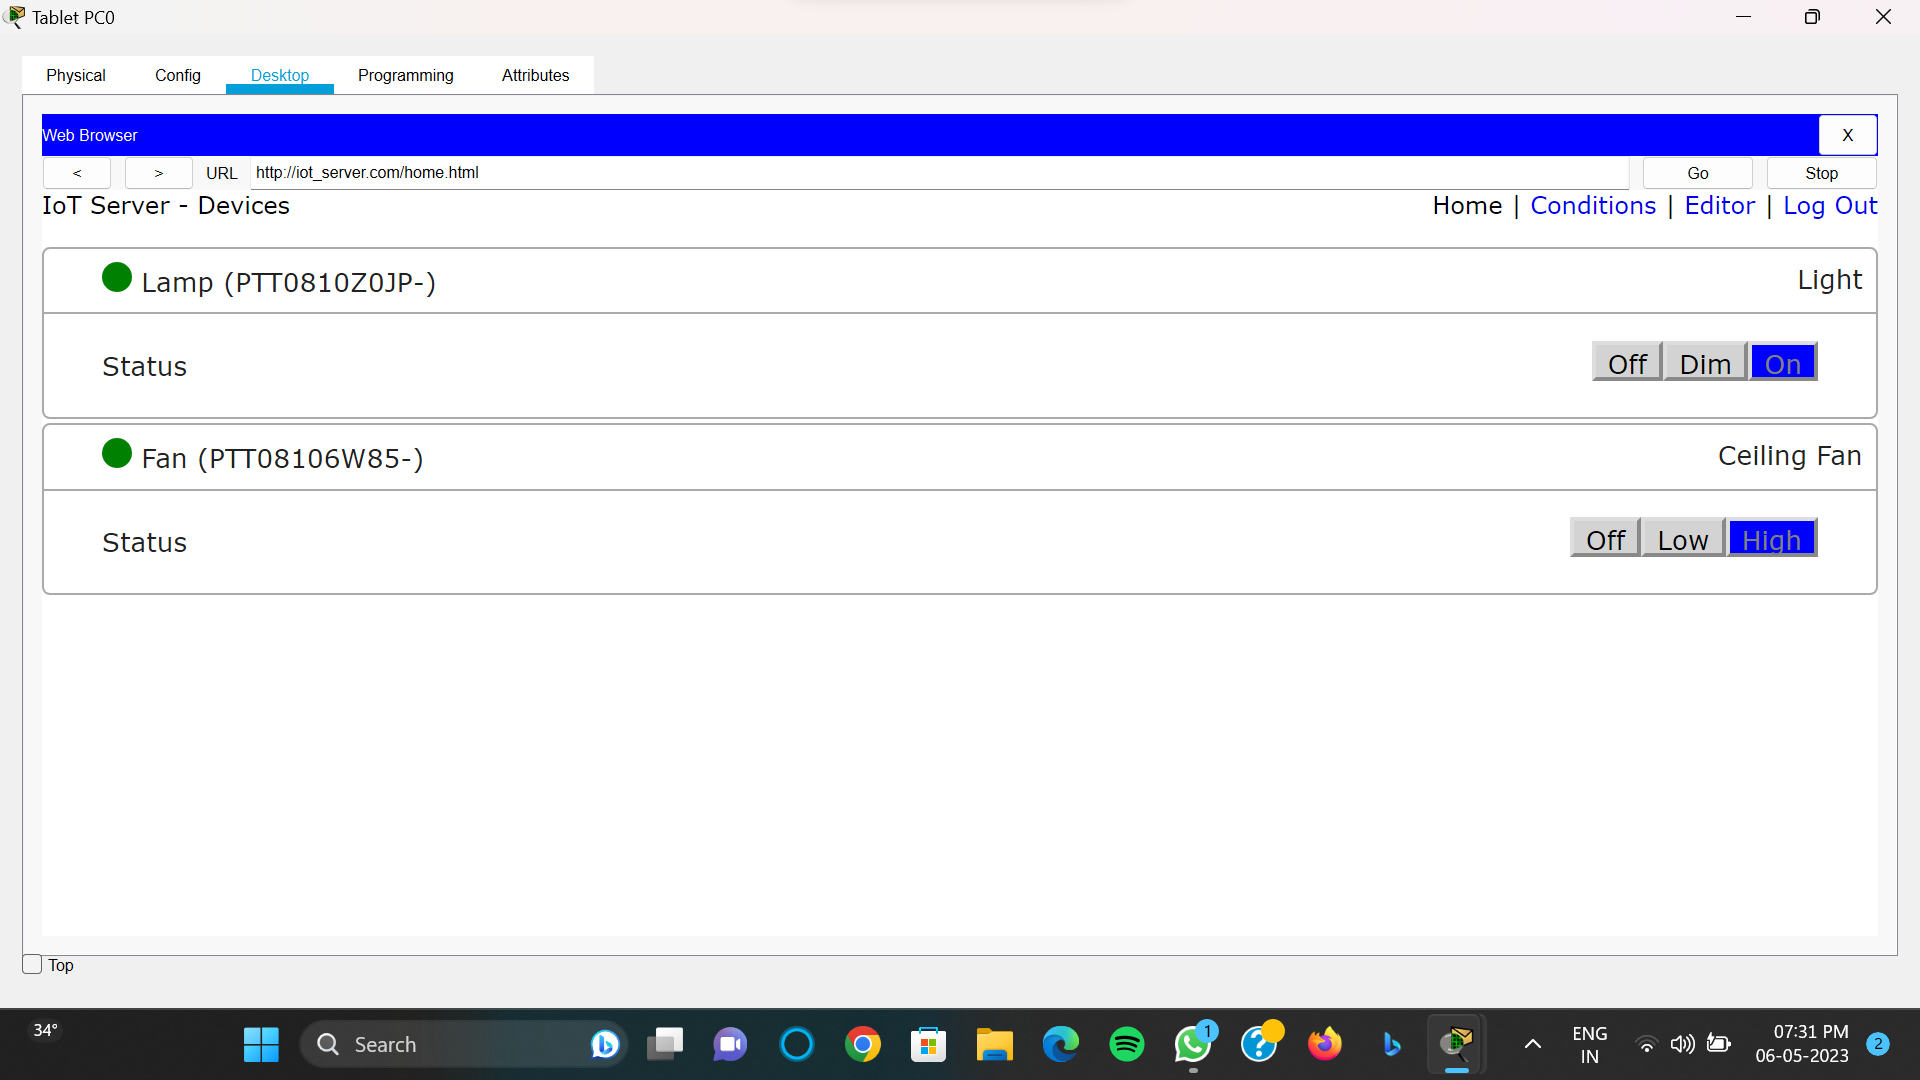 Tablet PC0
Physical Config Desktop Programming Attributes
Web Browser X
< > URL http://iot_server.com/home.html Go Stop
IoT Server - Devices Home | Conditions | Editor | Log Out
Lamp (PTT0810Z0JP-) Light
Status Off Dim On
Fan (PTT08106W85-) Ceiling Fan
Status Off Low High
Top
34°
Search
1
ENG
IN
07:31 PM
06-05-2023
2